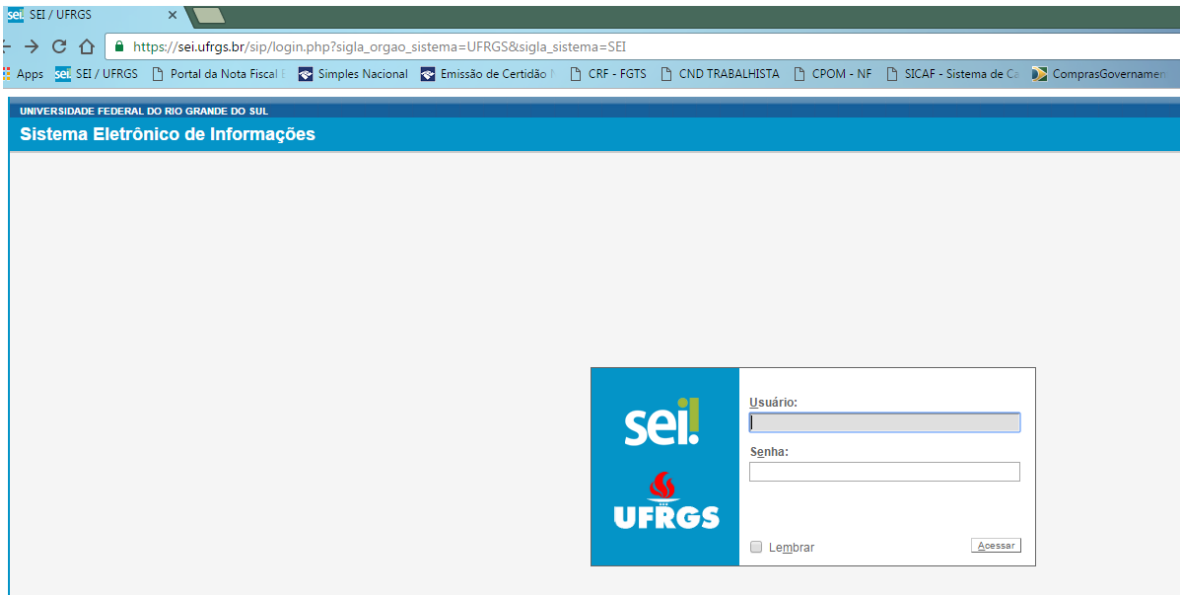 sei. SEI / UFRGS
https://sei.ufrgs.br/sip/login.php?sigla_orgao_sistema=UFRGS&sigla_sistema=SEI
Apps sei. SEI / UFRGS Portal da Nota Fiscal Simples Nacional Emissão de Certidão CRF - FGTS CND TRABALHISTA CPOM - NF SICAF - Sistema de Ca ComprasGovernamen
UNIVERSIDADE FEDERAL DO RIO GRANDE DO SUL
Sistema Eletrônico de Informações
sei!
UFRGS
Usuário:
Senha:
Lembrar
Acessar